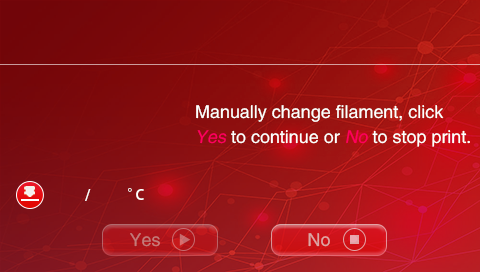 Manually change filament, click
Yes to continue or No to stop print.
/ °C
Yes
No